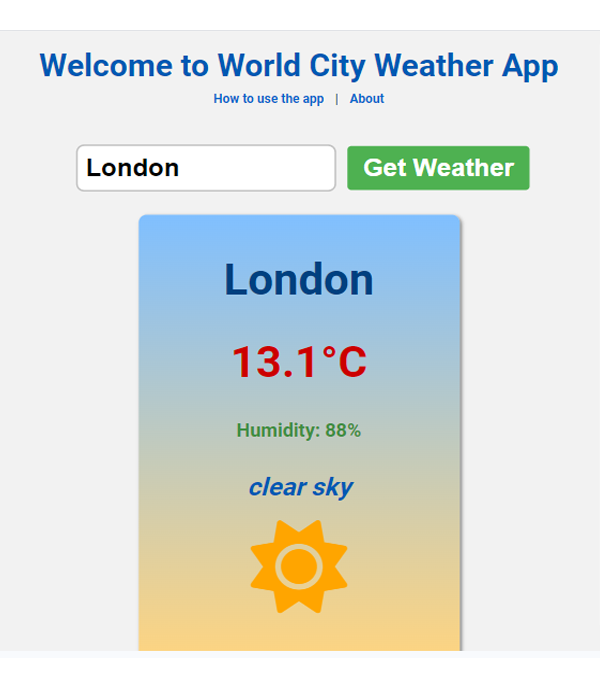 Welcome to World City Weather App
How to use the app | About
London Get Weather
London
13.1°C
Humidity: 88%
clear sky